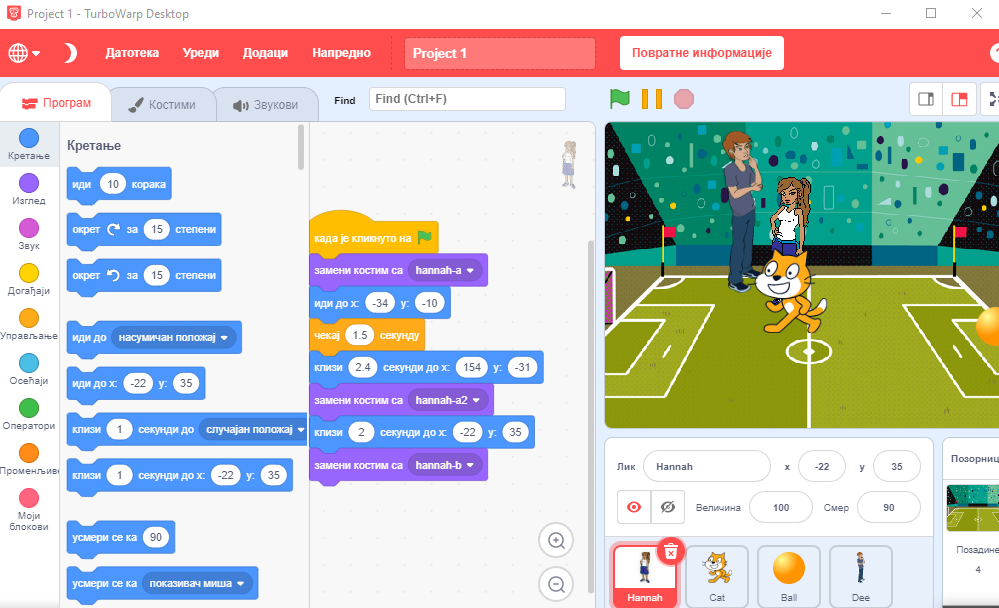 Project 1 - TurboWarp Desktop
Датотека Уреди Додаци Напредно Project 1 Повратне информације
Програм Костими Звукови Find Find (Ctrl+F)
Кретање
Изглед
Звук
Догађаји
Управљање
Осећаји
Оператори
Променљиве
Моји блокови
Кретање
иди 10 корака
окрет за 15 степени
окрет за 15 степени
иди до насумичан положај
иди до x: -22 y: 35
клизи 1 секунди до случајан положај
клизи 1 секунди до x: -22 y: 35
усмери се ка 90
усмери се ка показивач миша
када је кликнуто на
замени костим са hannah-a
иди до x: -34 y: -10
чекај 1.5 секунду
клизи 2.4 секунди до x: 154 y: -31
замени костим са hannah-a2
клизи 2 секунди до x: -22 y: 35
замени костим са hannah-b
Лик Hannah x -22 y 35
Величина 100 Смер 90
Hannah Cat Ball Dee
Позадине
4